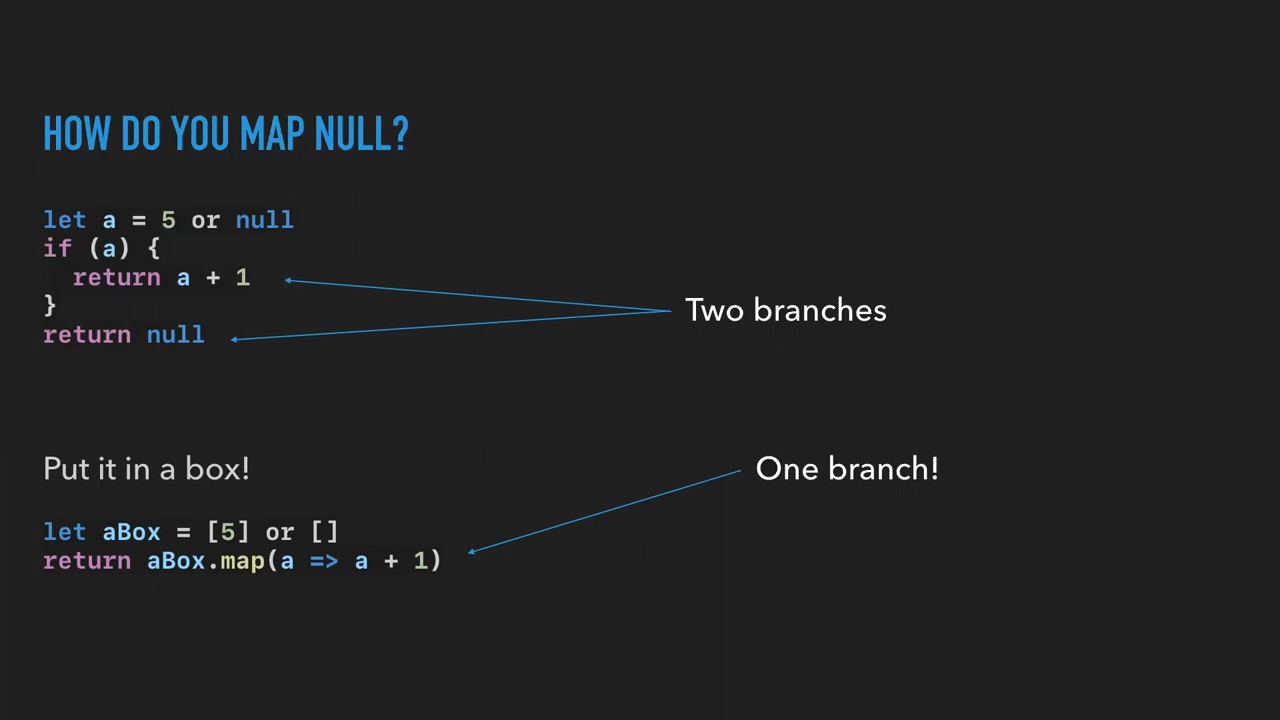 HOW DO YOU MAP NULL?
let a = 5 or null
if (a) {
  return a + 1
}
return null
Two branches
Put it in a box!
One branch!
let aBox = [5] or []
return aBox.map(a => a + 1)